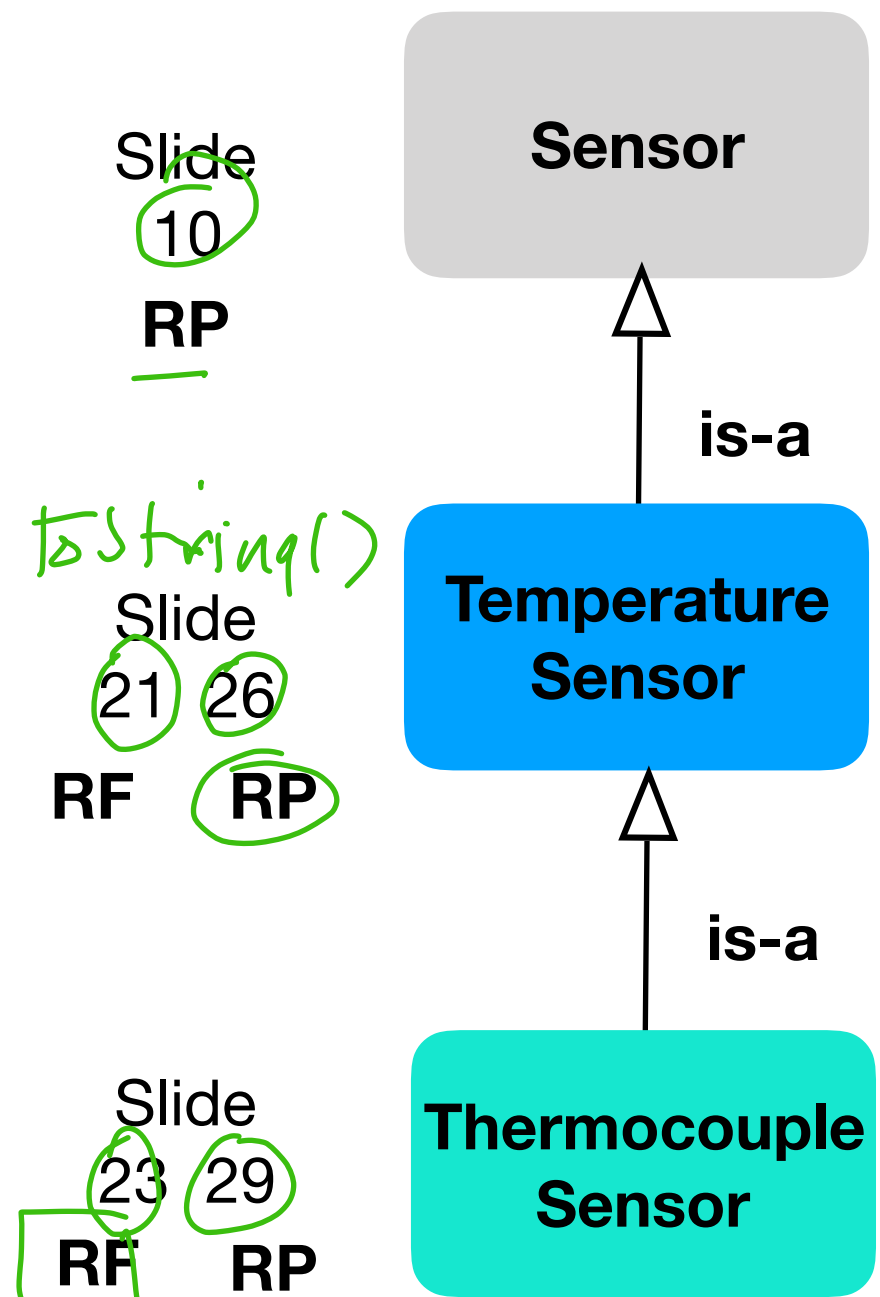 Slide
10
RP
Sensor
is-a
toString()
Slide
21 26
RF RP
Temperature
Sensor
is-a
Slide
23 29
RF RP
Thermocouple
Sensor